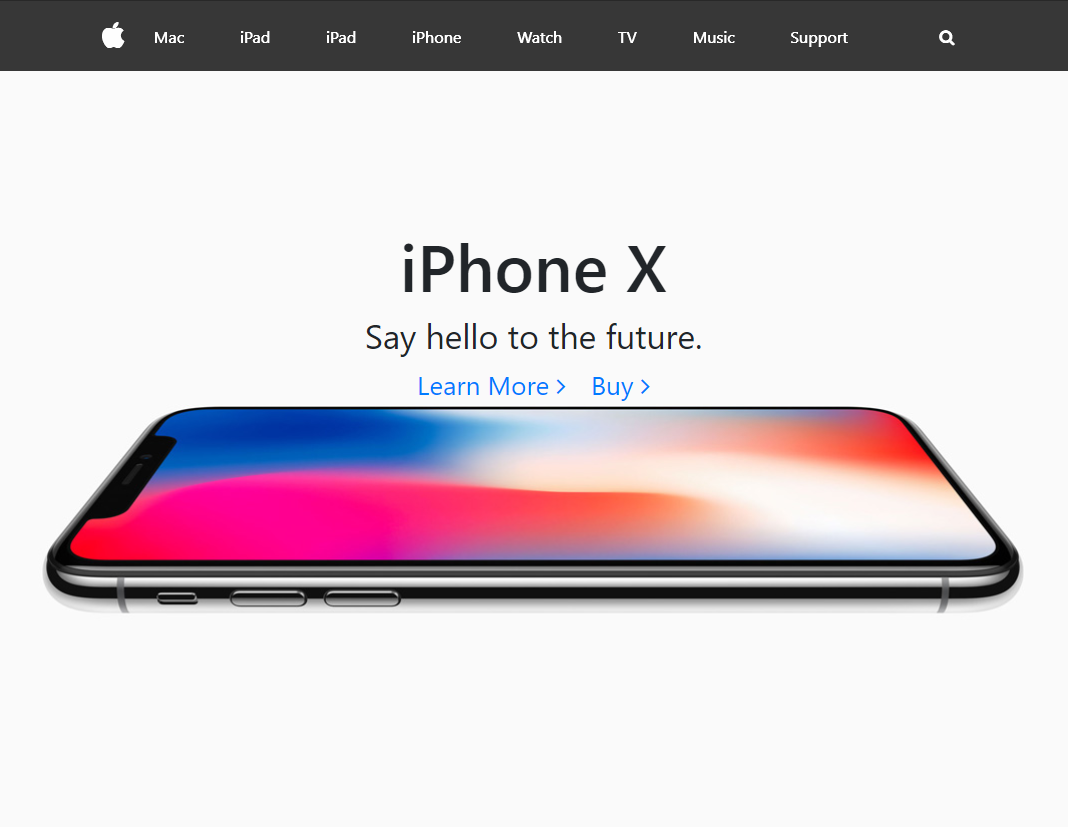 Mac iPad iPad iPhone Watch TV Music Support
iPhone X
Say hello to the future.
Learn More > Buy >